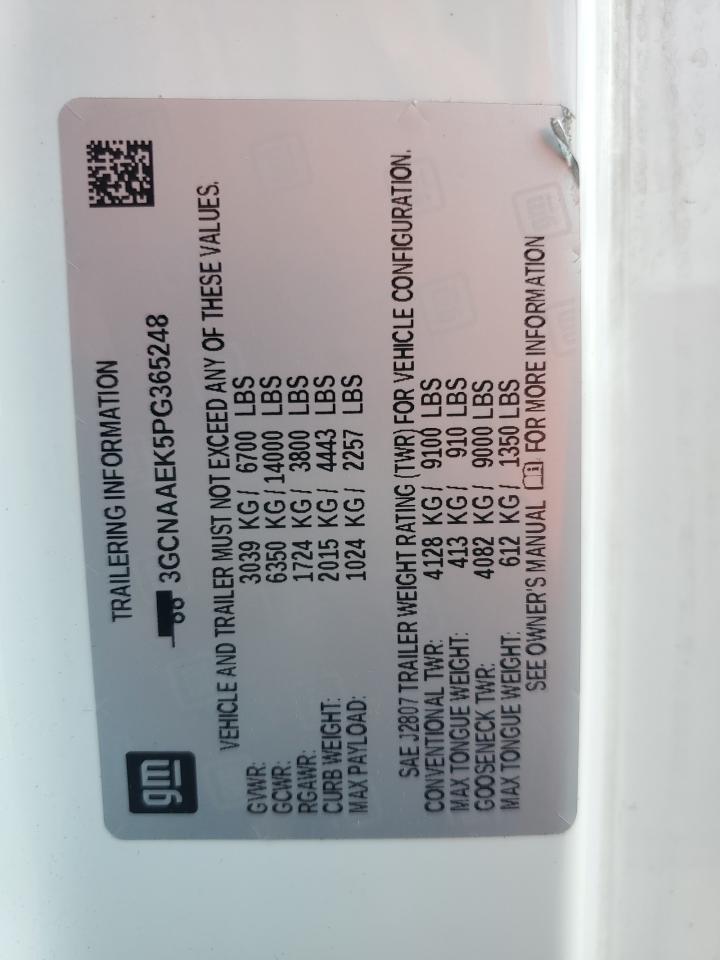 gm
TRAILERING INFORMATION
3GCNAAEK5PG365248
VEHICLE AND TRAILER MUST NOT EXCEED ANY OF THESE VALUES.
GVWR: 3039 KG / 6700 LBS
GCWR: 6350 KG / 14000 LBS
RGAWR: 1724 KG / 3800 LBS
CURB WEIGHT: 2015 KG / 4443 LBS
MAX PAYLOAD: 1024 KG / 2257 LBS
SAE J2807 TRAILER WEIGHT RATING (TWR) FOR VEHICLE CONFIGURATION.
CONVENTIONAL TWR: 4128 KG / 9100 LBS
MAX TONGUE WEIGHT: 413 KG / 910 LBS
GOOSENECK TWR: 4082 KG / 9000 LBS
MAX TONGUE WEIGHT: 612 KG / 1350 LBS
SEE OWNER'S MANUAL FOR MORE INFORMATION